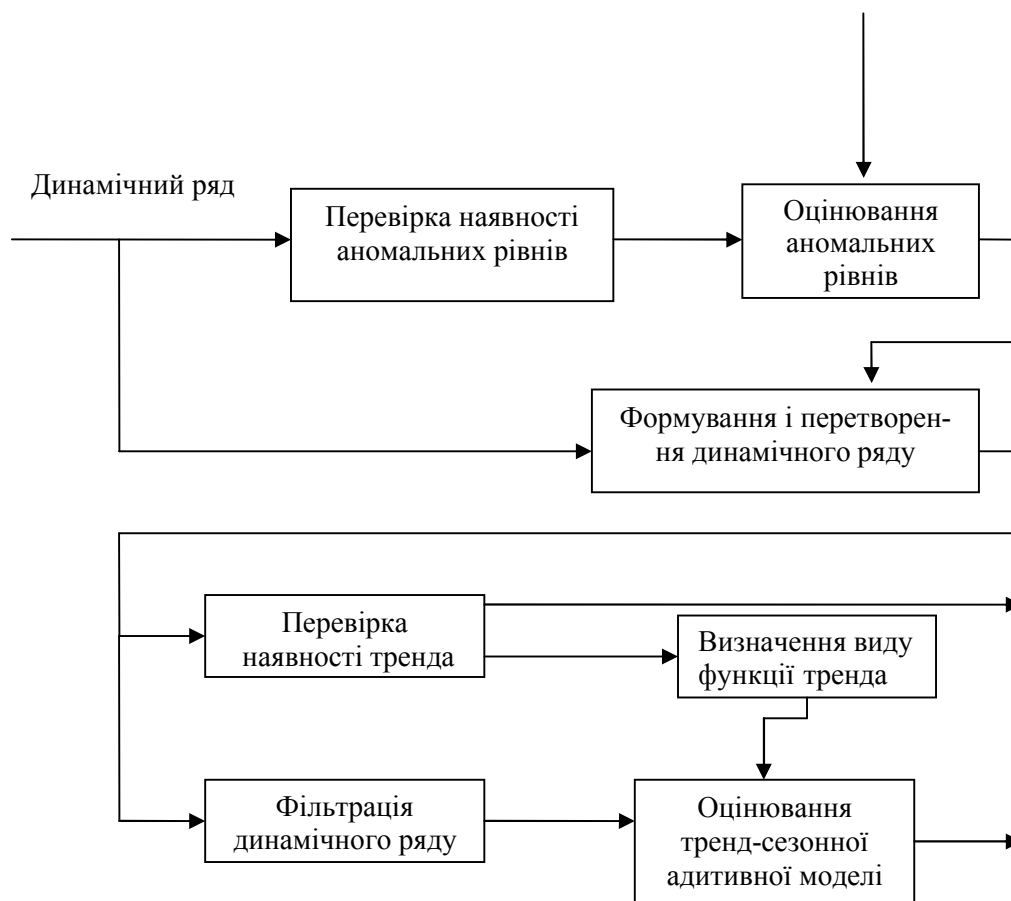 Динамічний ряд
Перевірка наявності
аномальних рівнів
Оцінювання
аномальних
рівнів
Формування і перетворен-
ня динамічного ряду
Перевірка
наявності тренда
Визначення виду
функції тренда
Фільтрація
динамічного ряду
Оцінювання
тренд-сезонної
адитивної моделі